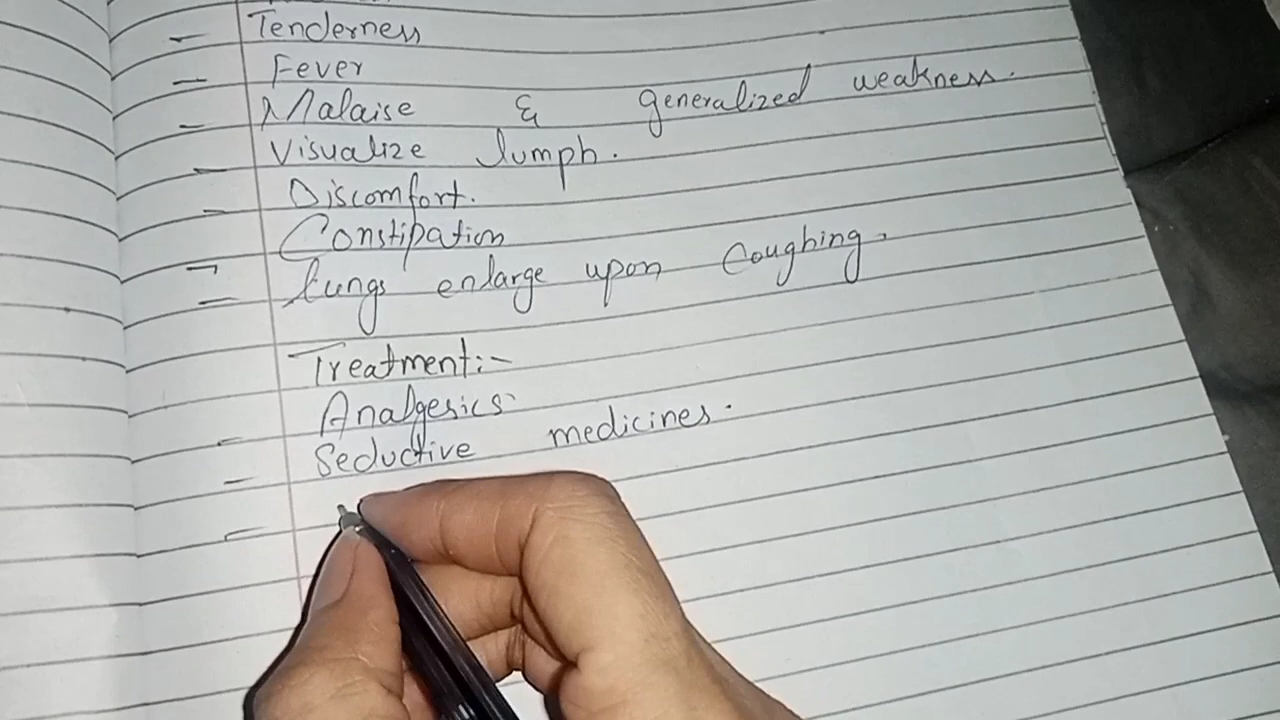 - Tenderness
- Fever
- Malaise & generalized weakness.
- Visualize lumph.
- Discomfort.
- Constipation
- lungs enlarge upon Coughing.
Treatment:-
- Analgesics.
- Seductive medicines.
-